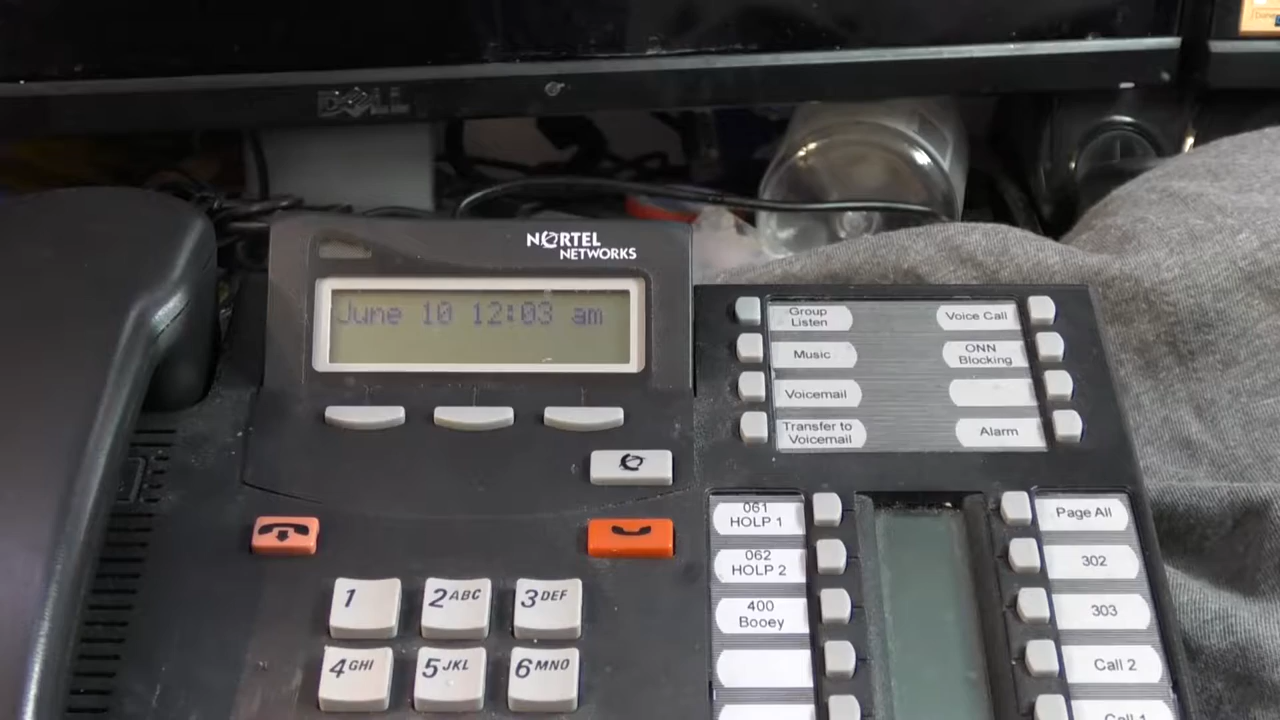 DELL
NORTEL
NETWORKS
June 10 12:03 am
Group
Listen
Voice Call
Music
ONN
Blocking
Voicemail
Transfer to
Voicemail
Alarm
061
HOLP 1
Page All
062
HOLP 2
302
400
Booey
303
Call 2
Call 1
1
2ABC
3DEF
4GHI
5JKL
6MNO